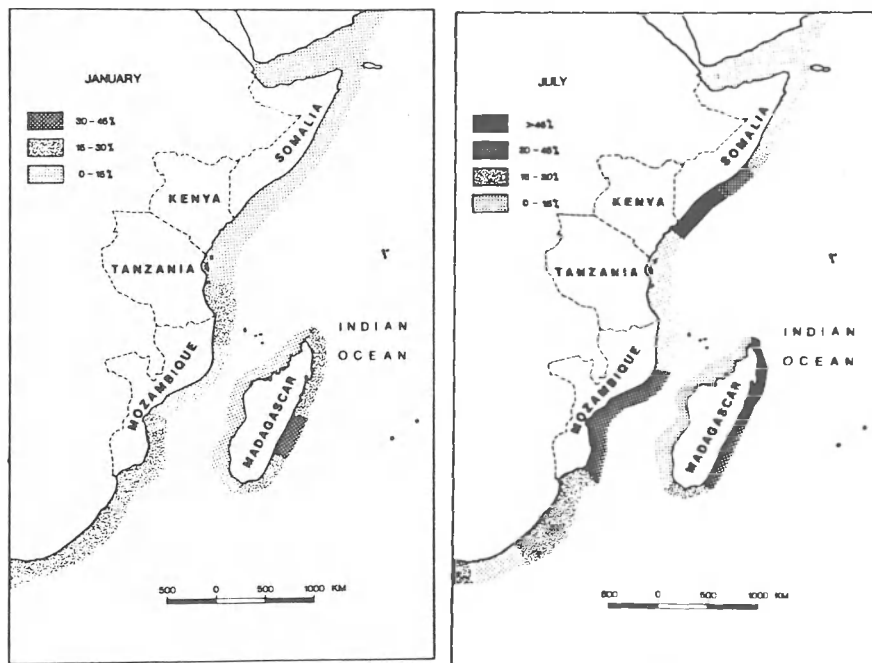 JANUARY
30-45%
15-30%
0-15%
SOMALIA
KENYA
TANZANIA
MOZAMBIQUE
MADAGASCAR
INDIAN
OCEAN
500 0 500 1000 KM
JULY
>45%
30-45%
15-30%
0-15%
SOMALIA
KENYA
TANZANIA
MOZAMBIQUE
MADAGASCAR
INDIAN
OCEAN
500 0 500 1000 KM